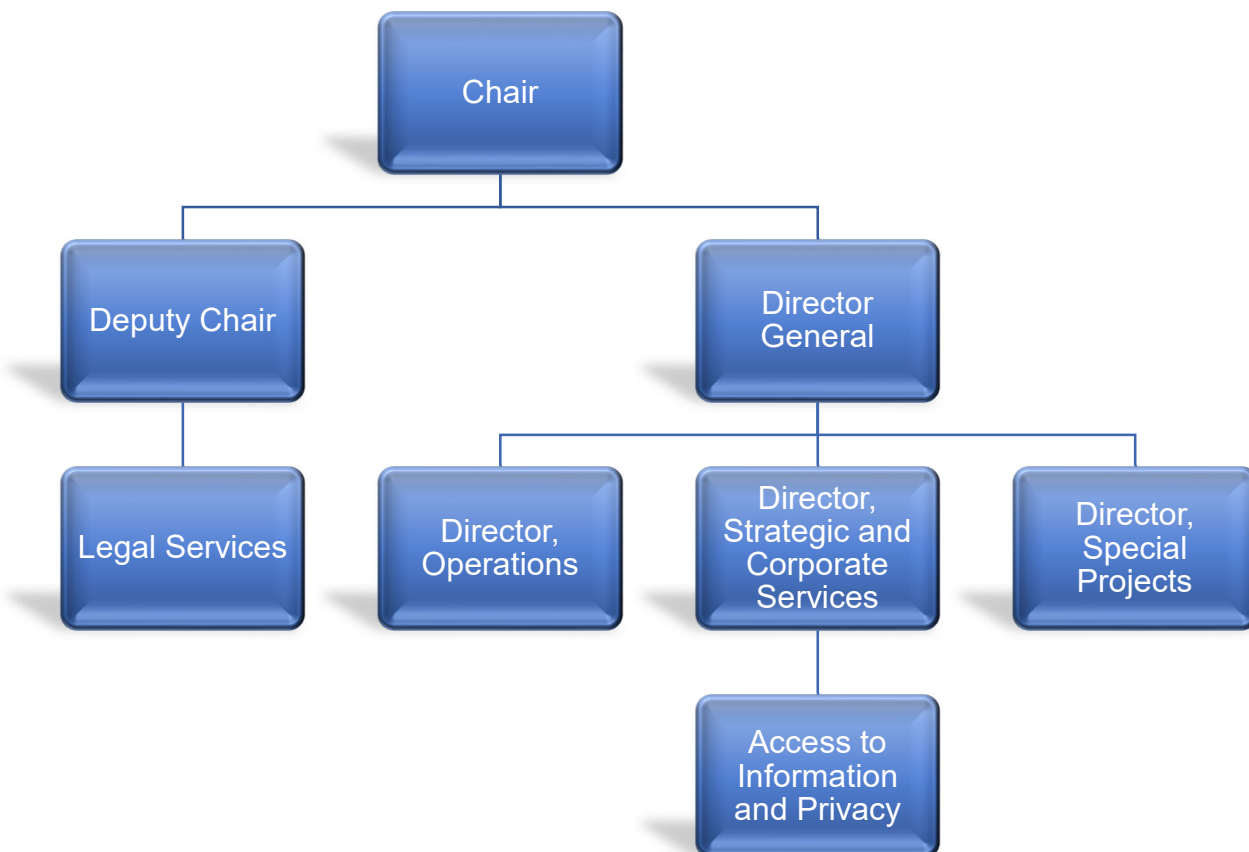 Chair
Deputy Chair
Director
General
Legal Services
Director,
Operations
Director,
Strategic and
Corporate
Services
Director,
Special
Projects
Access to
Information
and Privacy